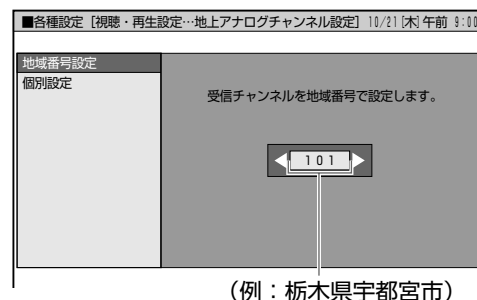 ■各種設定［視聴・再生設定…地上アナログチャンネル設定］10/21[木]午前 9:00
地域番号設定
個別設定
受信チャンネルを地域番号で設定します。
101
（例：栃木県宇都宮市）